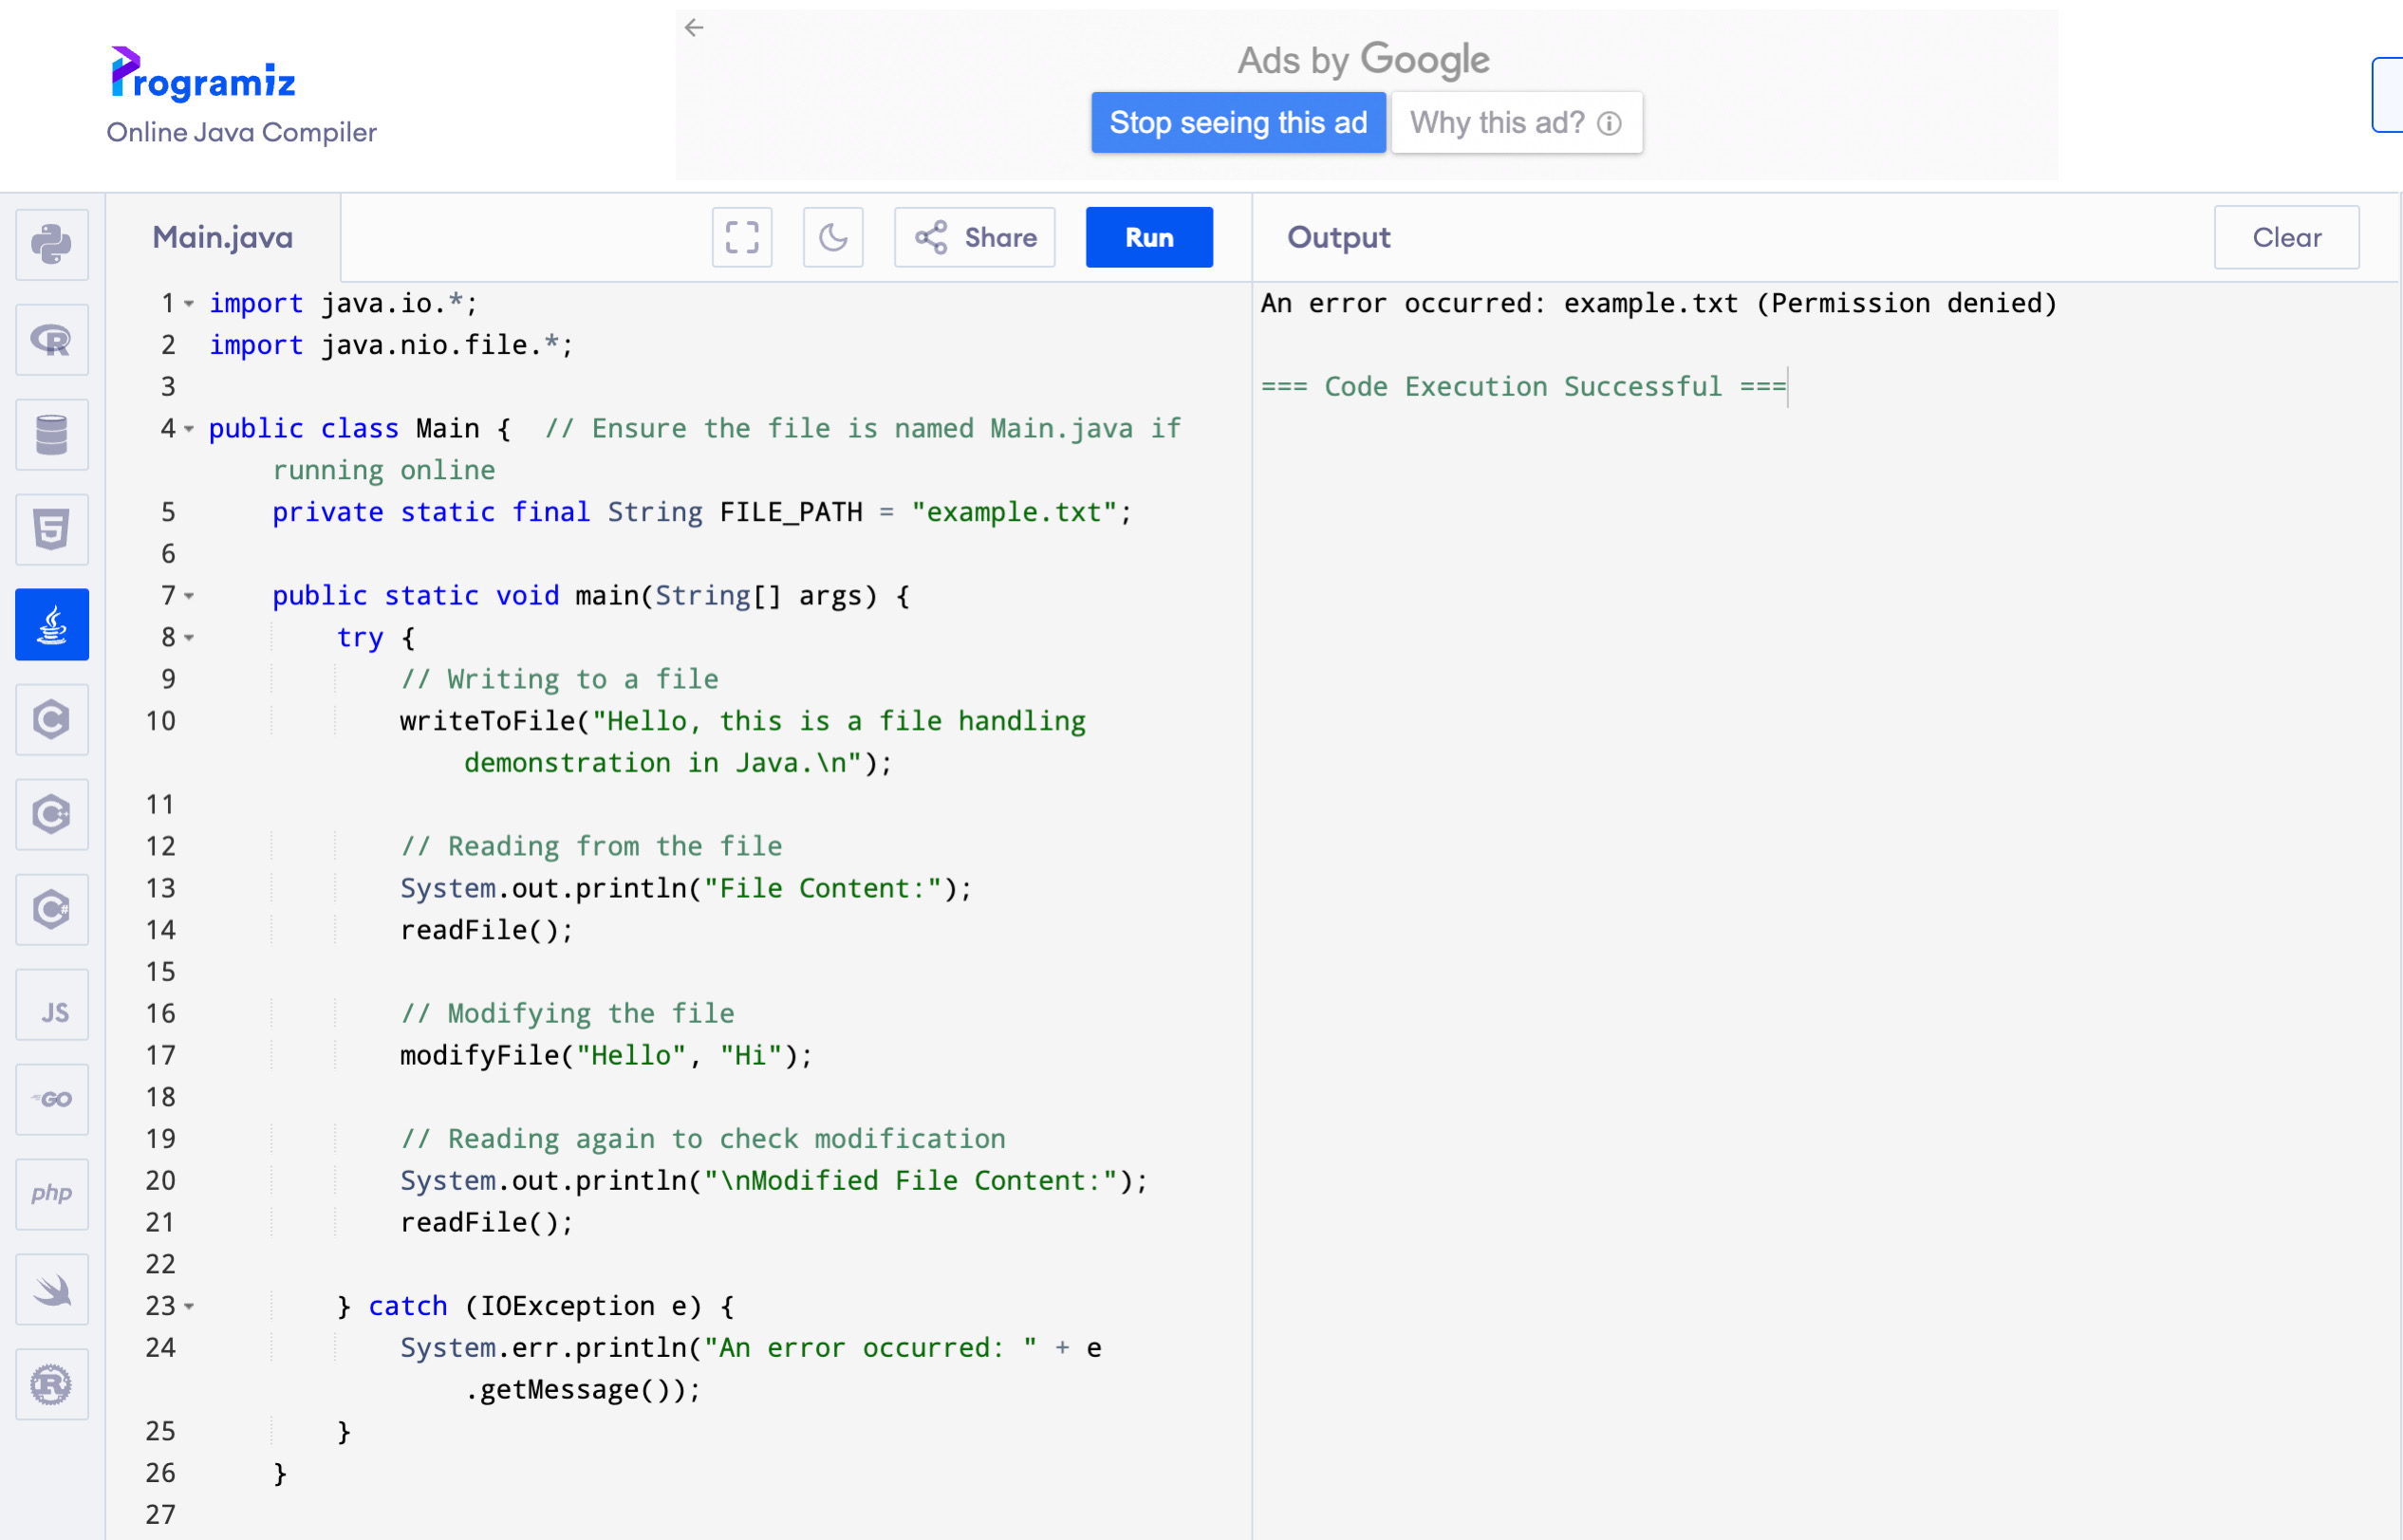 Programiz
Online Java Compiler
Ads by Google
Stop seeing this ad
Why this ad?
Main.java
Share
Run
Output
Clear
1 import java.io.*;
2 import java.nio.file.*;
3
4 public class Main {  // Ensure the file is named Main.java if
running online
5 private static final String FILE_PATH = "example.txt";
6
7 public static void main(String[] args) {
8 try {
9 // Writing to a file
10 writeToFile("Hello, this is a file handling
demonstration in Java.\n");
11
12 // Reading from the file
13 System.out.println("File Content:");
14 readFile();
15
16 // Modifying the file
17 modifyFile("Hello", "Hi");
18
19 // Reading again to check modification
20 System.out.println("\nModified File Content:");
21 readFile();
22
23 } catch (IOException e) {
24 System.err.println("An error occurred: " + e
.getMessage());
25 }
26 }
27
An error occurred: example.txt (Permission denied)
=== Code Execution Successful ===
R
5
C
C+
C#
JS
GO
php
R